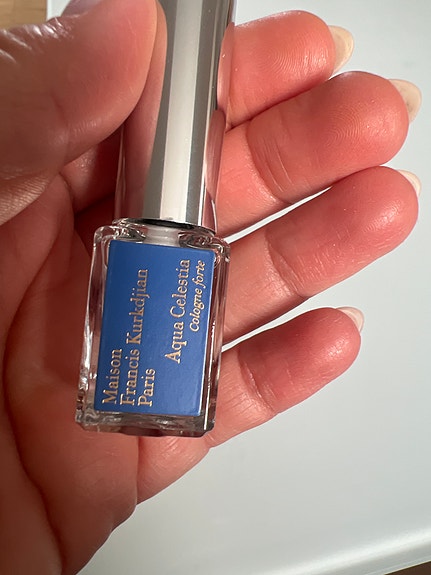 Maison
Francis Kurkdjian
Paris
Aqua Celestia
Cologne forte